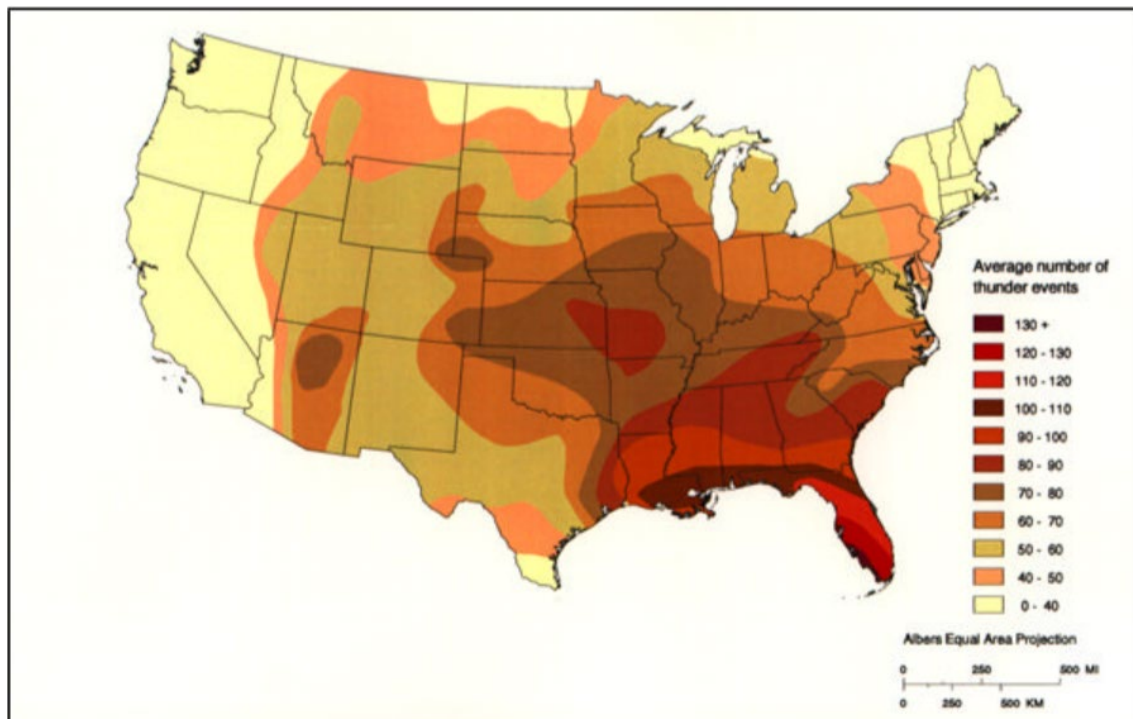 Average number of
thunder events
130 +
120 - 130
110 - 120
100 - 110
90 - 100
80 - 90
70 - 80
60 - 70
50 - 60
40 - 50
0 - 40
Albers Equal Area Projection
0 250 500 MI
0 250 500 KM